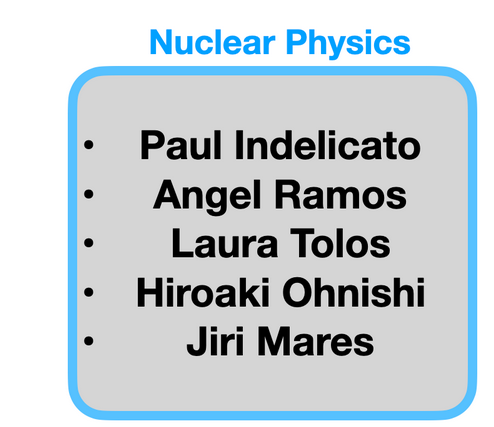 Nuclear Physics
• Paul Indelicato
• Angel Ramos
• Laura Tolos
• Hiroaki Ohnishi
• Jiri Mares